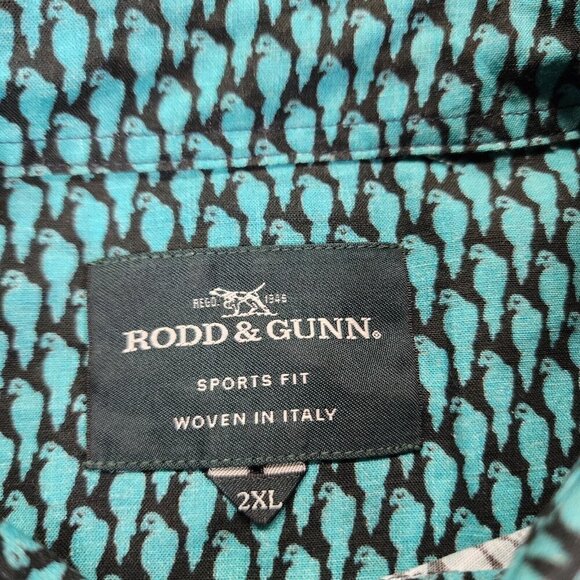 REGD 1946
RODD & GUNN®
SPORTS FIT
WOVEN IN ITALY
2XL